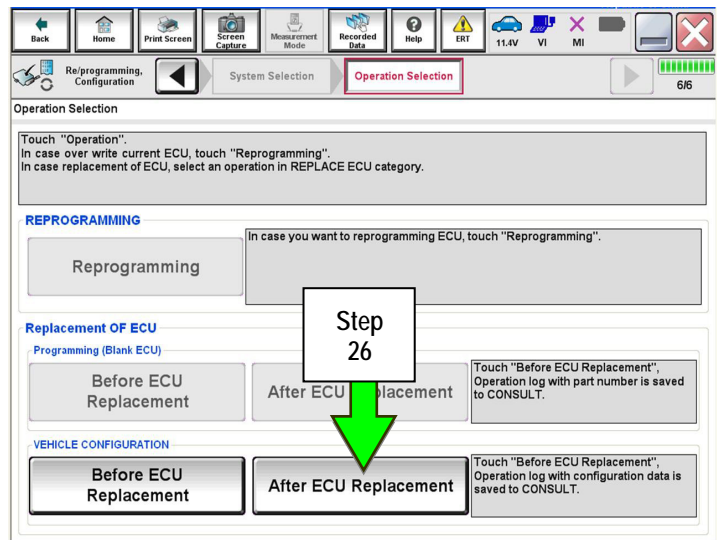 Back
Home
Print Screen
Screen
Capture
Measurement
Mode
Recorded
Data
Help
ERT
11.4V
VI
MI
Re/programming,
Configuration
System Selection
Operation Selection
6/6
Operation Selection
Touch "Operation".
In case over write current ECU, touch "Reprogramming".
In case replacement of ECU, select an operation in REPLACE ECU category.
REPROGRAMMING
Reprogramming
In case you want to reprogramming ECU, touch "Reprogramming".
Step
26
Replacement OF ECU
Programming (Blank ECU)
Before ECU
Replacement
After ECU placement
Touch "Before ECU Replacement",
Operation log with part number is saved
to CONSULT.
VEHICLE CONFIGURATION
Before ECU
Replacement
After ECU Replacement
Touch "Before ECU Replacement",
Operation log with configuration data is
saved to CONSULT.